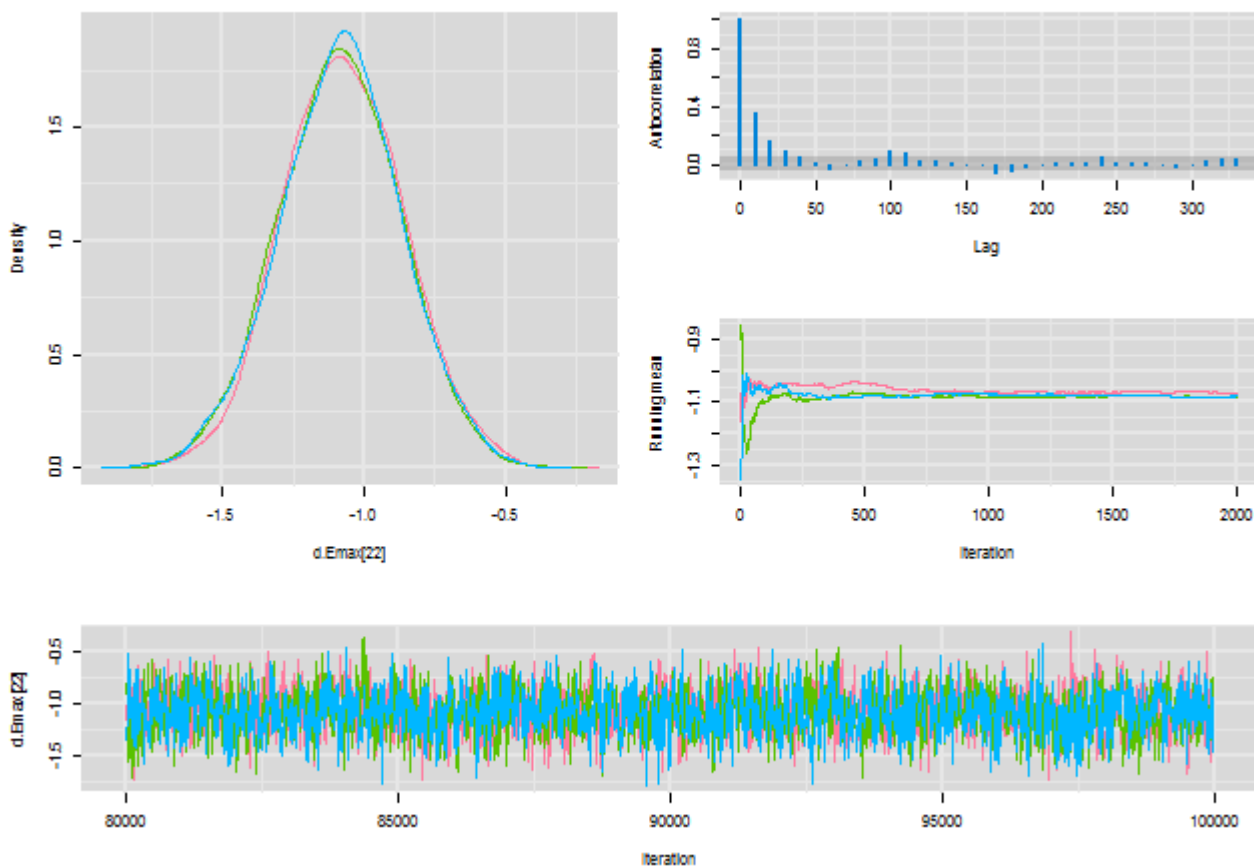 Density
0.0 0.5 1.0 1.5
-1.5 -1.0 -0.5
d.Emax[22]
Autocorrelation
0.0 0.4 0.8
0 50 100 150 200 250 300
Lag
Running mean
-1.3 -1.1 -0.9
0 500 1000 1500 2000
Iteration
d.Emax[22]
-1.5 -1.0 -0.5
80000 85000 90000 95000 100000
Iteration